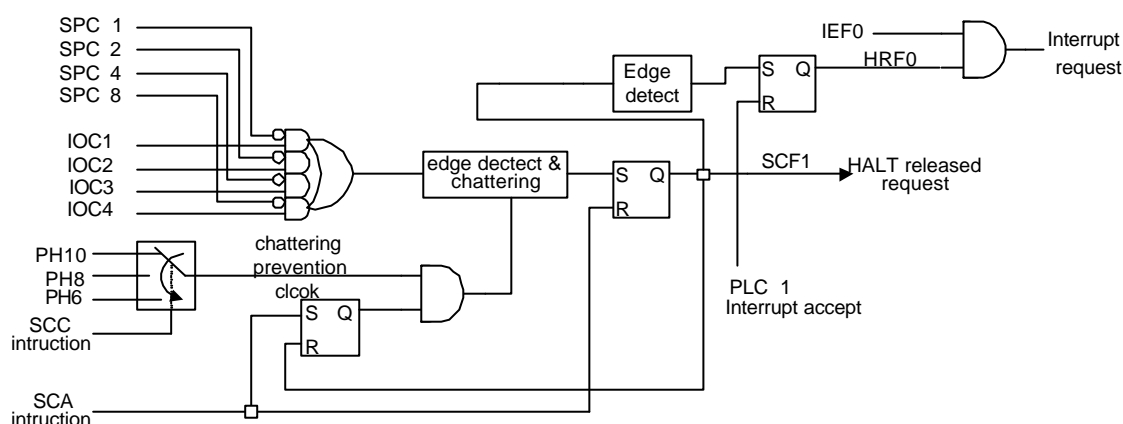 SPC 1
SPC 2
SPC 4
SPC 8
IOC1
IOC2
IOC3
IOC4
edge dectect &
chattering
S Q
R
Edge
detect
S Q
R
IEF0
HRF0
Interrupt
request
SCF1
HALT released
request
PLC 1
Interrupt accept
PH10
PH8
PH6
SCC
intruction
chattering
prevention
clcok
S Q
R
SCA
intruction